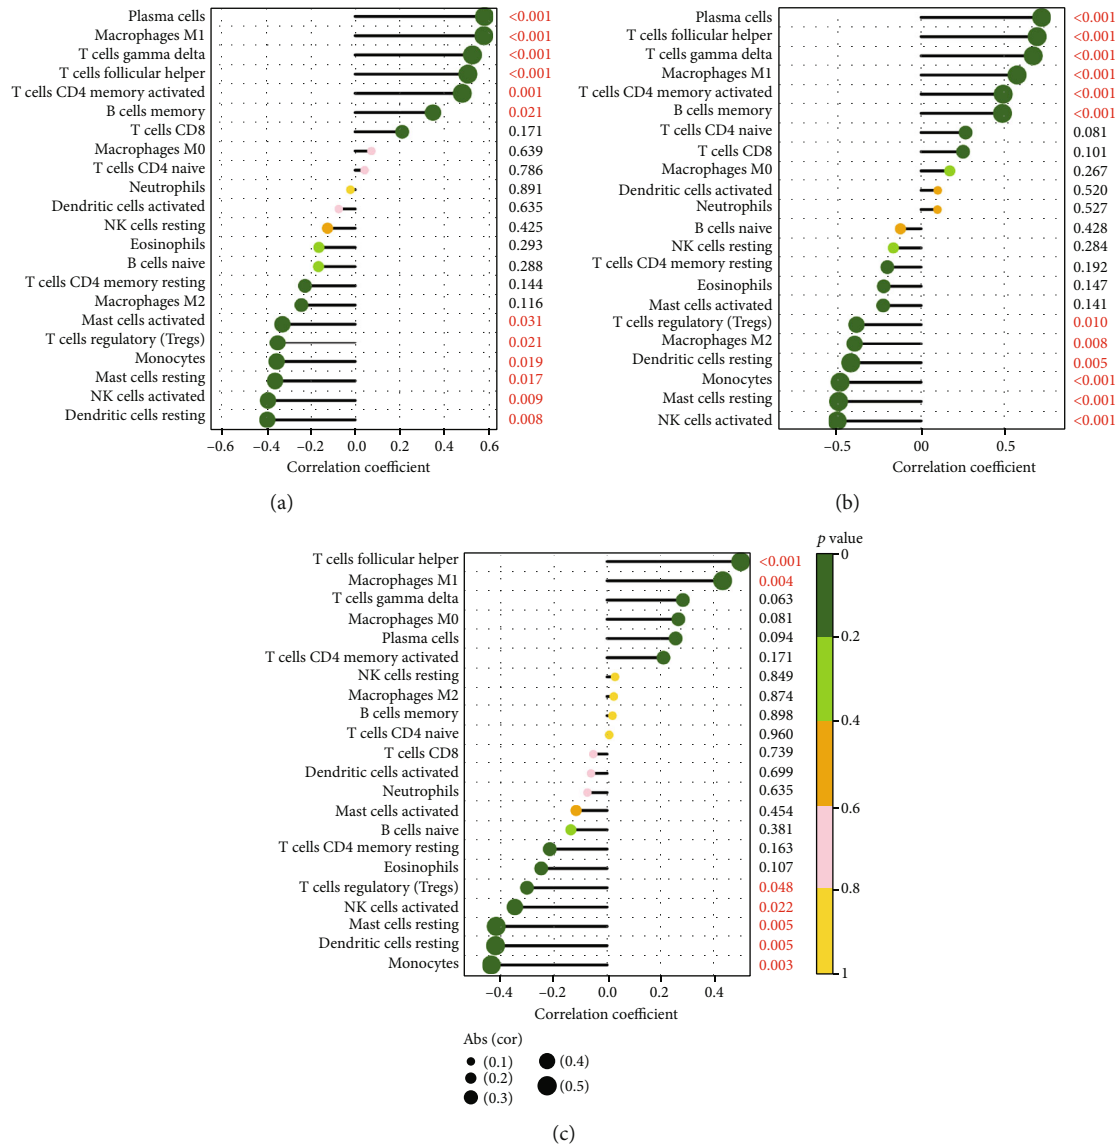 Plasma cells <0.001
Macrophages M1 <0.001
T cells gamma delta <0.001
T cells follicular helper <0.001
T cells CD4 memory activated 0.001
B cells memory 0.021
T cells CD8 0.171
Macrophages M0 0.639
T cells CD4 naive 0.786
Neutrophils 0.891
Dendritic cells activated 0.635
NK cells resting 0.425
Eosinophils 0.293
B cells naive 0.288
T cells CD4 memory resting 0.144
Macrophages M2 0.116
Mast cells activated 0.031
T cells regulatory (Tregs) 0.021
Monocytes 0.019
Mast cells resting 0.017
NK cells activated 0.009
Dendritic cells resting 0.008
−0.6 −0.4 −0.2 0.0 0.2 0.4 0.6
Correlation coefficient
(a)
Plasma cells <0.001
T cells follicular helper <0.001
T cells gamma delta <0.001
Macrophages M1 <0.001
T cells CD4 memory activated <0.001
B cells memory <0.001
T cells CD4 naive 0.081
T cells CD8 0.101
Macrophages M0 0.267
Dendritic cells activated 0.520
Neutrophils 0.527
B cells naive 0.428
NK cells resting 0.284
T cells CD4 memory resting 0.192
Eosinophils 0.147
Mast cells activated 0.141
T cells regulatory (Tregs) 0.010
Macrophages M2 0.008
Dendritic cells resting 0.005
Monocytes <0.001
Mast cells resting <0.001
NK cells activated <0.001
−0.5 0.0 0.5
Correlation coefficient
(b)
T cells follicular helper <0.001
Macrophages M1 0.004
T cells gamma delta 0.063
Macrophages M0 0.081
Plasma cells 0.094
T cells CD4 memory activated 0.171
NK cells resting 0.849
Macrophages M2 0.874
B cells memory 0.898
T cells CD4 naive 0.960
T cells CD8 0.739
Dendritic cells activated 0.699
Neutrophils 0.635
Mast cells activated 0.454
B cells naive 0.381
T cells CD4 memory resting 0.163
Eosinophils 0.107
T cells regulatory (Tregs) 0.048
NK cells activated 0.022
Mast cells resting 0.005
Dendritic cells resting 0.005
Monocytes 0.003
−0.4 −0.2 0.0 0.2 0.4
Correlation coefficient
p value
0
0.2
0.4
0.6
0.8
1
Abs (cor)
(0.1) (0.4)
(0.2)
(0.5)
(0.3)
(c)